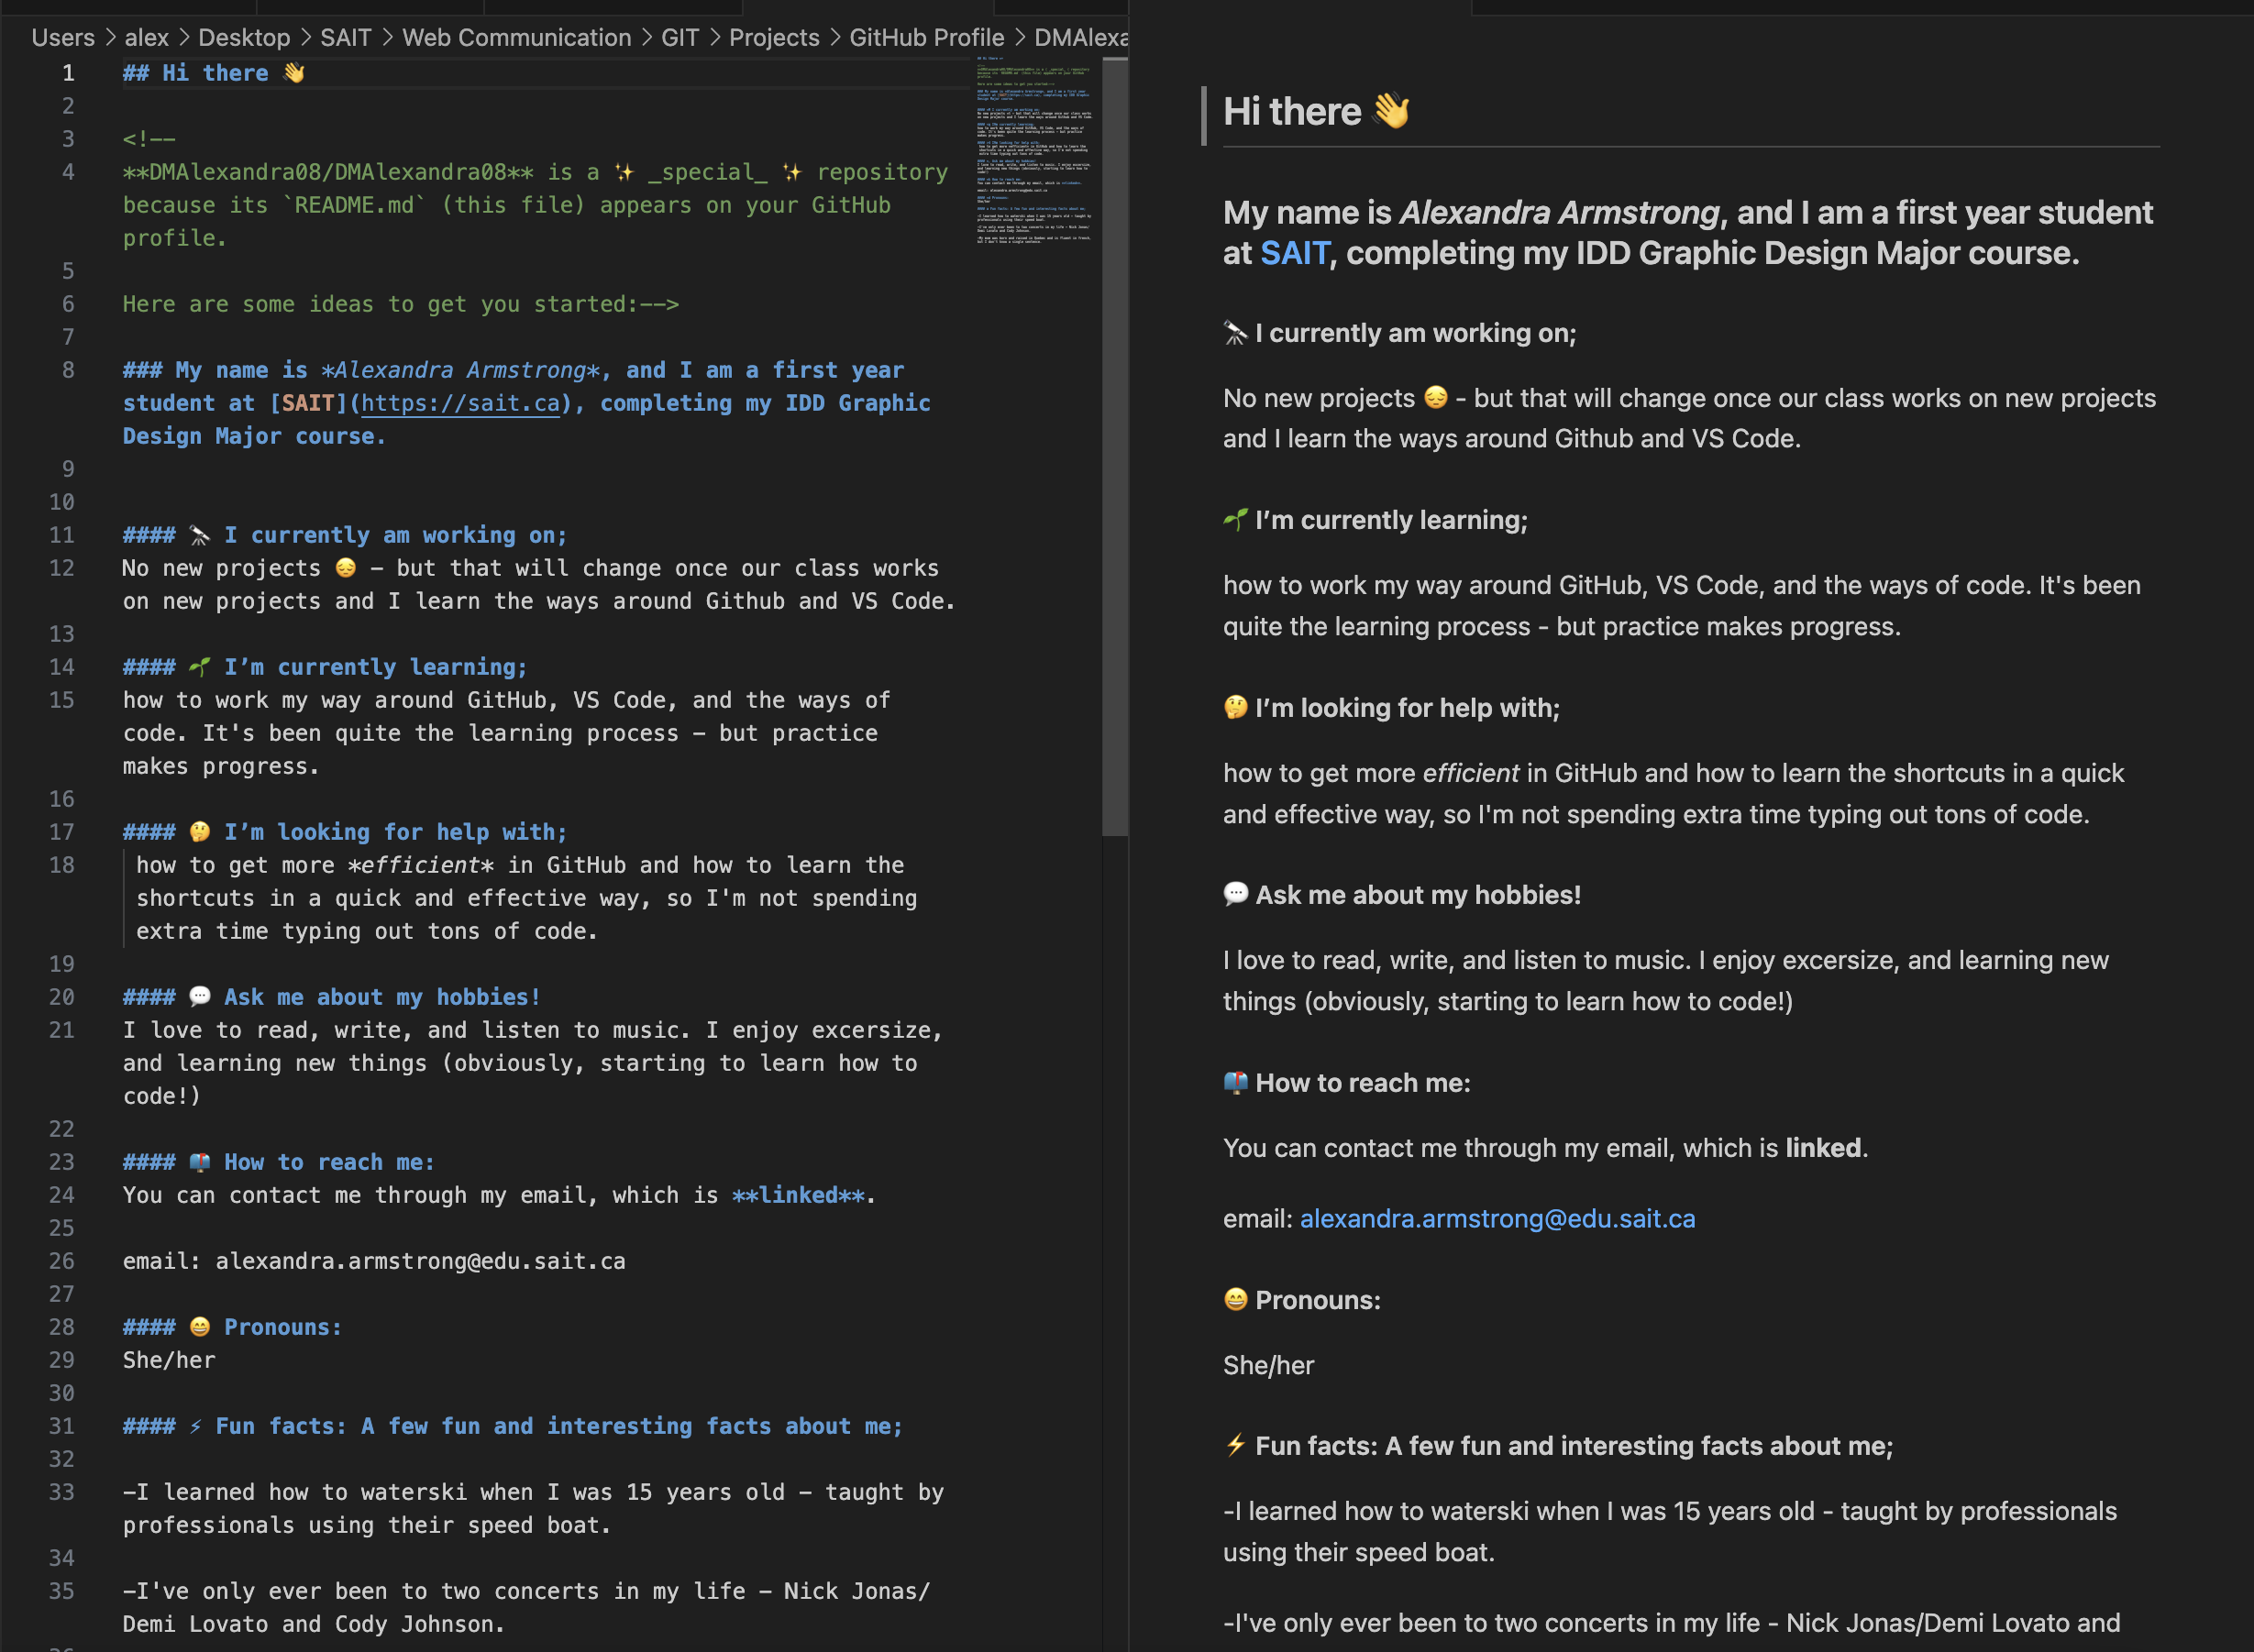 Users > alex > Desktop > SAIT > Web Communication > GIT > Projects > GitHub Profile > DMAlexa
1 ## Hi there 👋
2
3 <!--
4 **DMAlexandra08/DMAlexandra08** is a ✨ _special_ ✨ repository
because its `README.md` (this file) appears on your GitHub
profile.
5
6 Here are some ideas to get you started:-->
7
8 ### My name is *Alexandra Armstrong*, and I am a first year
student at [SAIT](https://sait.ca), completing my IDD Graphic
Design Major course.
9
10
11 #### 🔭 I currently am working on;
12 No new projects 😔 - but that will change once our class works
on new projects and I learn the ways around Github and VS Code.
13
14 #### 🌱 I’m currently learning;
15 how to work my way around GitHub, VS Code, and the ways of
code. It's been quite the learning process - but practice
makes progress.
16
17 #### 🤔 I’m looking for help with;
18 how to get more *efficient* in GitHub and how to learn the
shortcuts in a quick and effective way, so I'm not spending
extra time typing out tons of code.
19
20 #### 💬 Ask me about my hobbies!
21 I love to read, write, and listen to music. I enjoy excersize,
and learning new things (obviously, starting to learn how to
code!)
22
23 #### 📫 How to reach me:
24 You can contact me through my email, which is **linked**.
25
26 email: alexandra.armstrong@edu.sait.ca
27
28 #### 😄 Pronouns:
29 She/her
30
31 #### ⚡ Fun facts: A few fun and interesting facts about me;
32
33 -I learned how to waterski when I was 15 years old - taught by
professionals using their speed boat.
34
35 -I've only ever been to two concerts in my life - Nick Jonas/
Demi Lovato and Cody Johnson.
Hi there 👋
My name is Alexandra Armstrong, and I am a first year student
at SAIT, completing my IDD Graphic Design Major course.
🔭 I currently am working on;
No new projects 😔 - but that will change once our class works on new projects
and I learn the ways around Github and VS Code.
🌱 I’m currently learning;
how to work my way around GitHub, VS Code, and the ways of code. It's been
quite the learning process - but practice makes progress.
🤔 I’m looking for help with;
how to get more efficient in GitHub and how to learn the shortcuts in a quick
and effective way, so I'm not spending extra time typing out tons of code.
💬 Ask me about my hobbies!
I love to read, write, and listen to music. I enjoy excersize, and learning new
things (obviously, starting to learn how to code!)
📫 How to reach me:
You can contact me through my email, which is linked.
email: alexandra.armstrong@edu.sait.ca
😄 Pronouns:
She/her
⚡ Fun facts: A few fun and interesting facts about me;
-I learned how to waterski when I was 15 years old - taught by professionals
using their speed boat.
-I've only ever been to two concerts in my life - Nick Jonas/Demi Lovato and